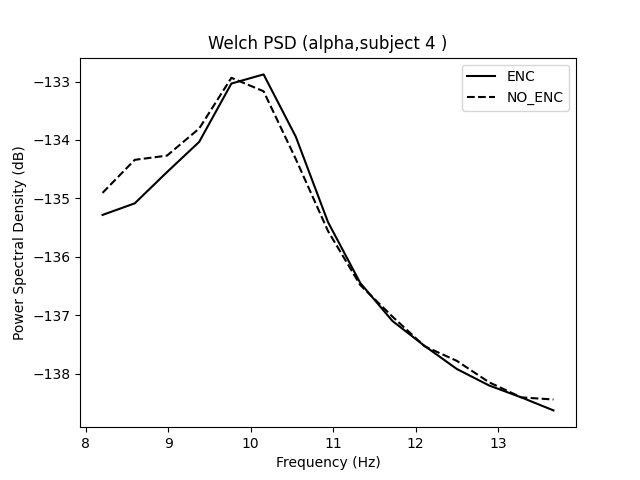 Welch PSD (alpha,subject 4 )
ENC
NO_ENC
Power Spectral Density (dB)
−133
−134
−135
−136
−137
−138
8 9 10 11 12 13
Frequency (Hz)